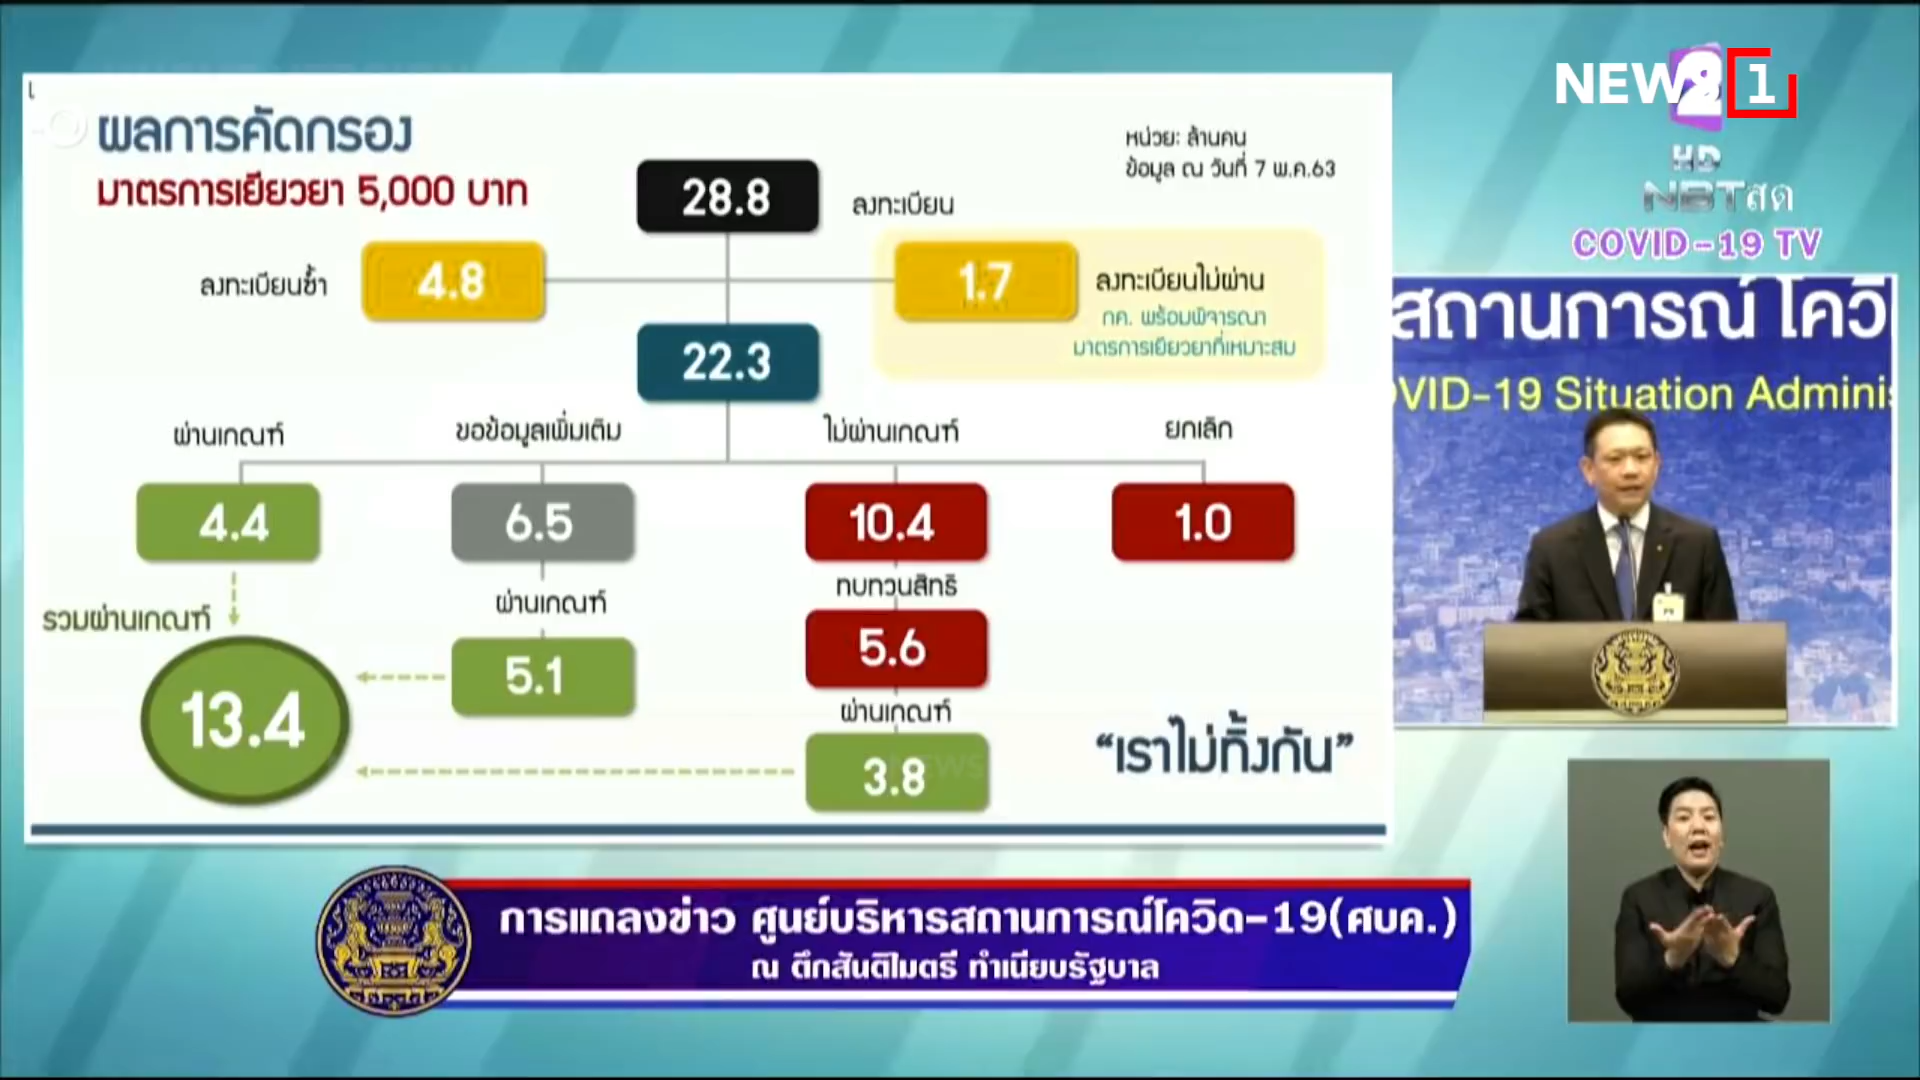 ผลการคัดกรอง
มาตรการเยียวยา 5,000 บาท
หน่วย: ล้านคน
ข้อมูล ณ วันที่ 7 พ.ค.63
28.8
ลงทะเบียน
ลงทะเบียนซ้ำ
4.8
1.7
ลงทะเบียนไม่ผ่าน
กค. พร้อมพิจารณา
มาตรการเยียวยาที่เหมาะสม
22.3
ผ่านเกณฑ์
ขอข้อมูลเพิ่มเติม
ไม่ผ่านเกณฑ์
ยกเลิก
4.4
6.5
10.4
1.0
ทบทวนสิทธิ
ผ่านเกณฑ์
รวมผ่านเกณฑ์
5.6
5.1
13.4
ผ่านเกณฑ์
3.8
“เราไม่ทิ้งกัน”
NEWS
1
2
HD
NBTสด
COVID-19 TV
สถานการณ์ โควิ
OVID-19 Situation Adminis
การแถลงข่าว ศูนย์บริหารสถานการณ์โควิด-19(ศบค.)
ณ ตึกสันติไมตรี ทำเนียบรัฐบาล